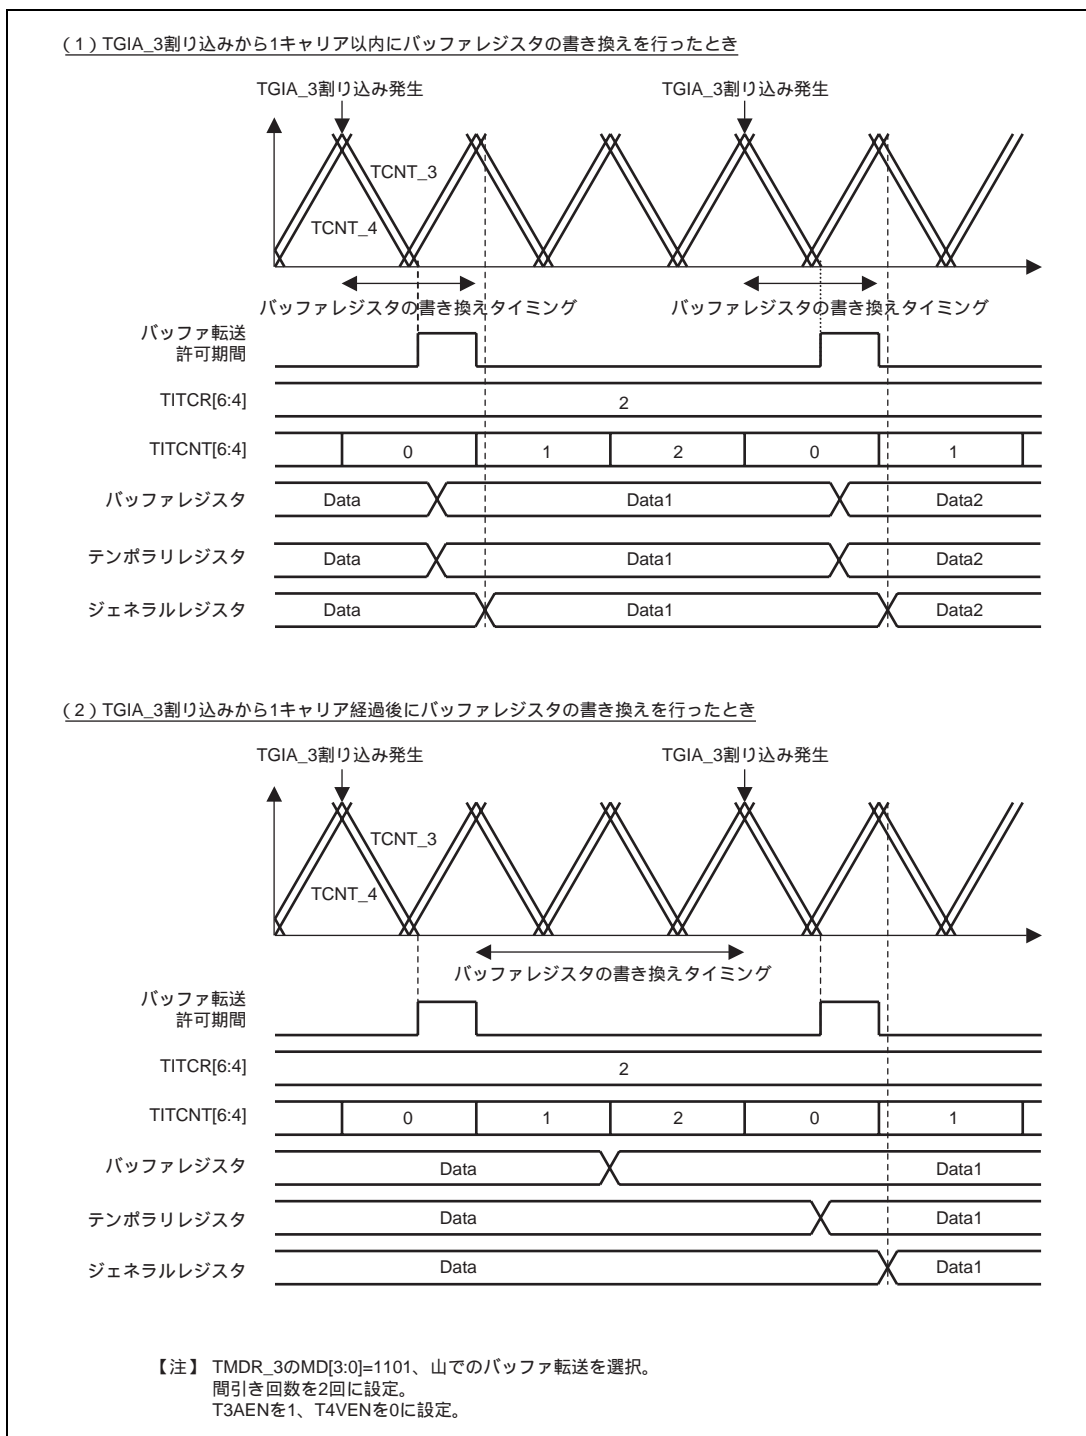 (1) TGIA_3割り込みから1キャリア以内にバッファレジスタの書き換えを行ったとき
TGIA_3割り込み発生
TGIA_3割り込み発生
TCNT_3
TCNT_4
バッファレジスタの書き換えタイミング
バッファレジスタの書き換えタイミング
バッファ転送
許可期間
TITCR[6:4]
2
TITCNT[6:4]
0
1
2
0
1
バッファレジスタ
Data
Data1
Data2
テンポラリレジスタ
Data
Data1
Data2
ジェネラルレジスタ
Data
Data1
Data2
(2) TGIA_3割り込みから1キャリア経過後にバッファレジスタの書き換えを行ったとき
TGIA_3割り込み発生
TGIA_3割り込み発生
TCNT_3
TCNT_4
バッファレジスタの書き換えタイミング
バッファ転送
許可期間
TITCR[6:4]
2
TITCNT[6:4]
0
1
2
0
1
バッファレジスタ
Data
Data1
テンポラリレジスタ
Data
Data1
ジェネラルレジスタ
Data
Data1
【注】 TMDR_3のMD[3:0]=1101、山でのバッファ転送を選択。
間引き回数を2回に設定。
T3AENを1、T4VENを0に設定。